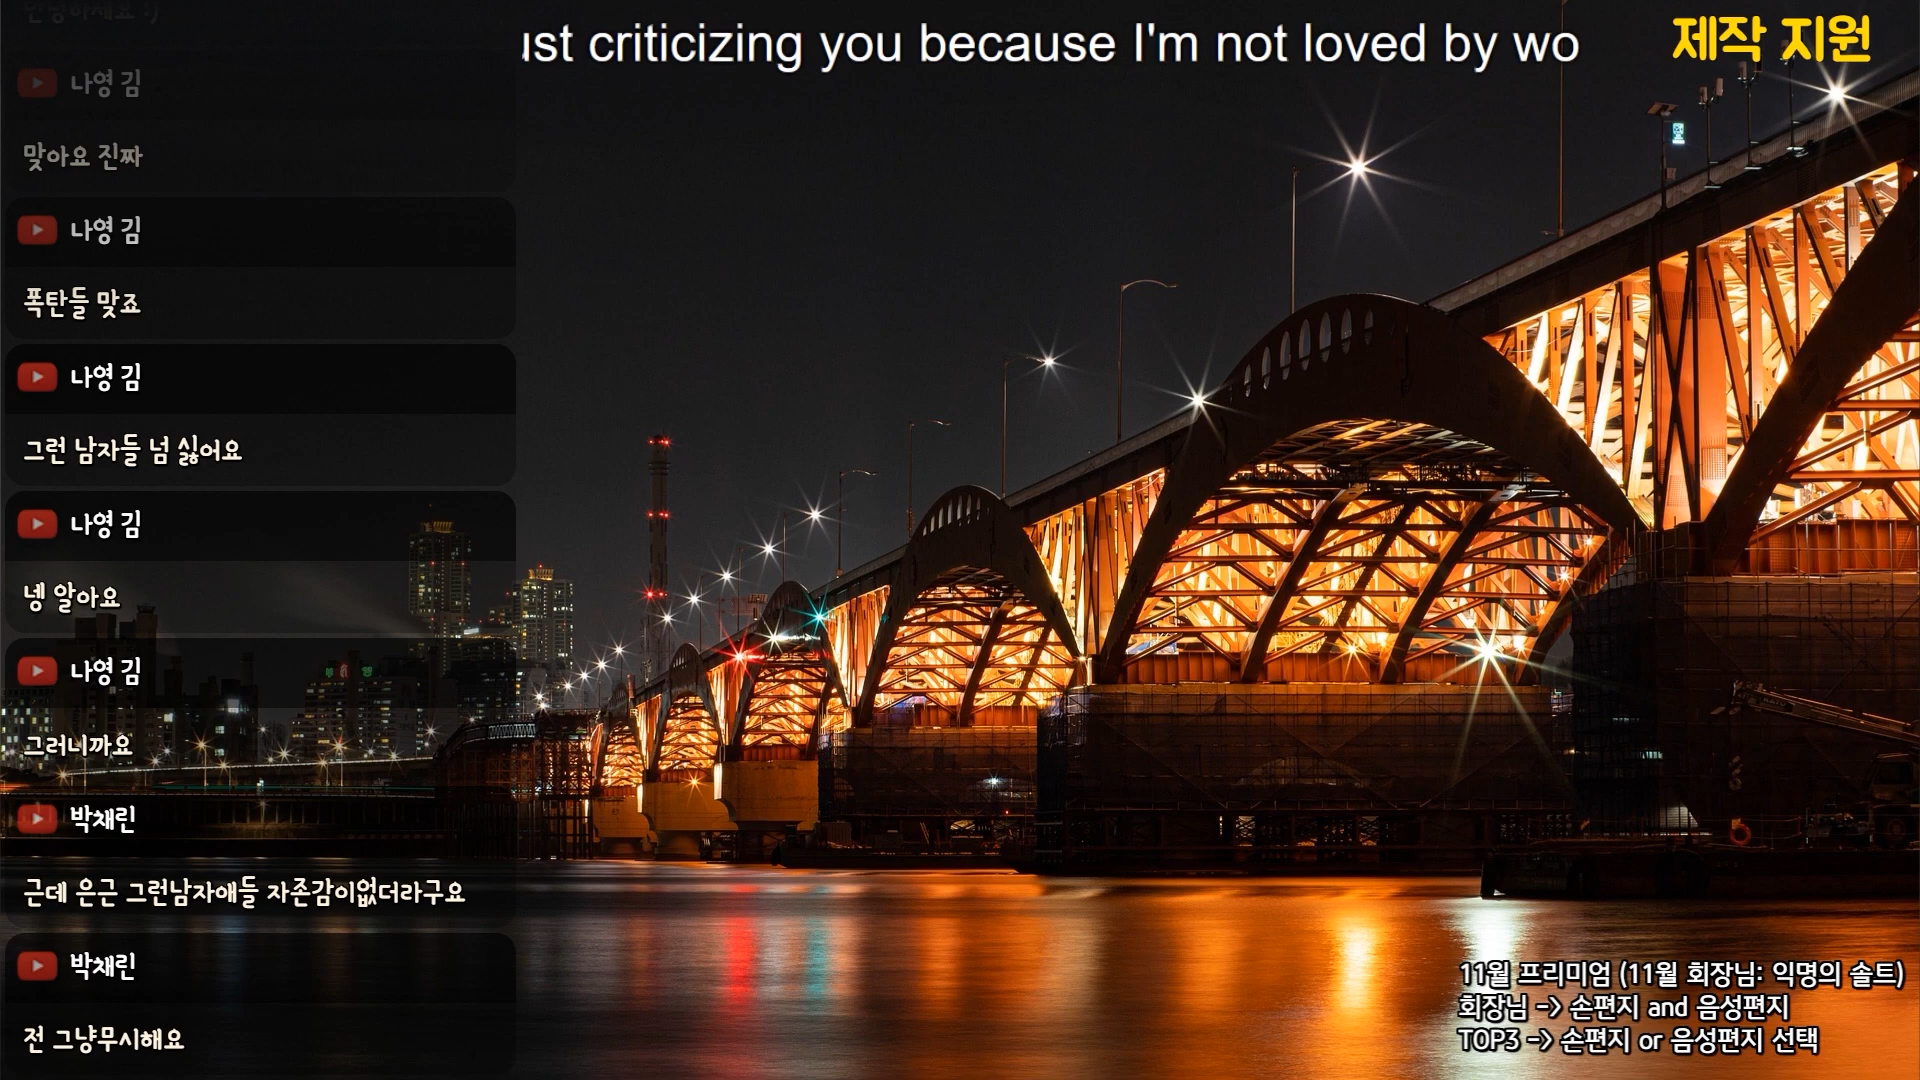 안녕하세요 :)
ust criticizing you because I'm not loved by wo
제작 지원
나영 김
맞아요 진짜
나영 김
폭탄들 맞죠
나영 김
그런 남자들 넘 싫어요
나영 김
넹 알아요
나영 김
그러니까요
박채린
근데 은근 그런남자애들 자존감이없더라구요
박채린
전 그냥무시해요
11월 프리미엄 (11월 회장님: 익명의 솔트)
회장님 -> 손편지 and 음성편지
TOP3 -> 손편지 or 음성편지 선택